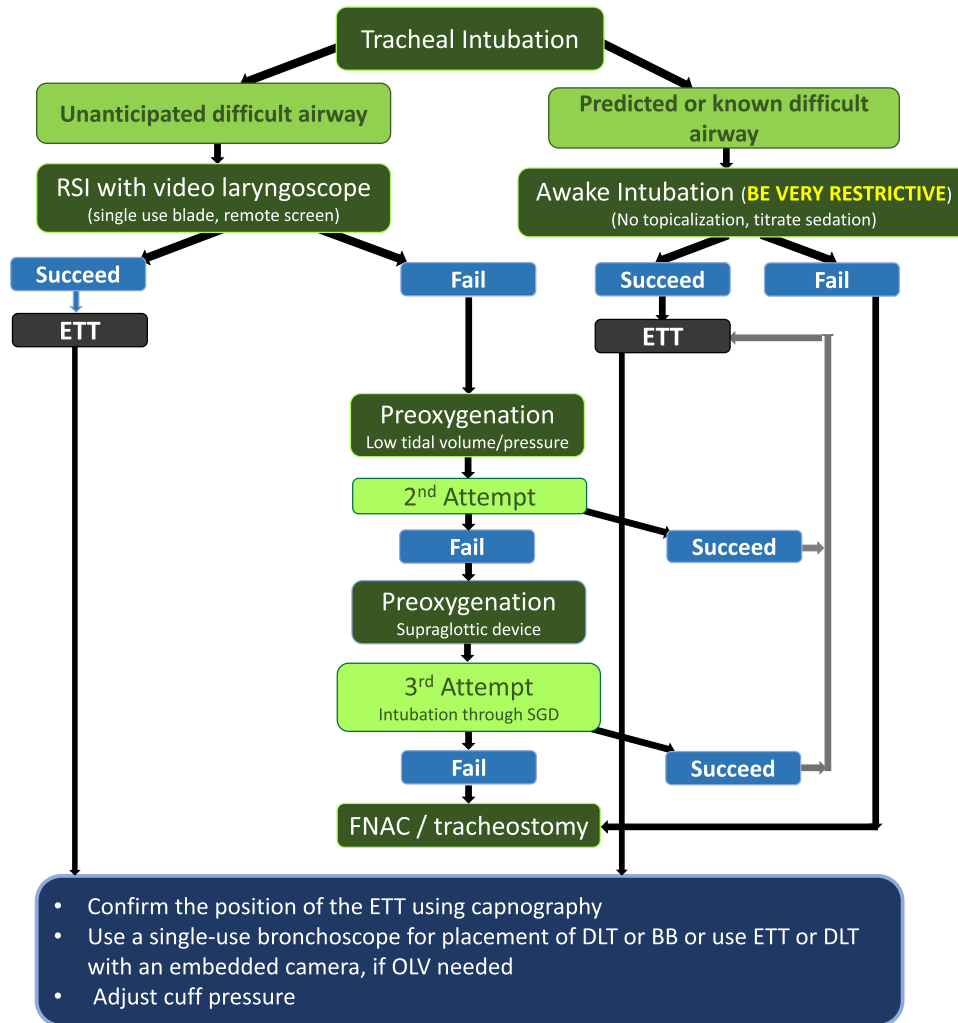 Tracheal Intubation
Unanticipated difficult airway
Predicted or known difficult
airway
RSI with video laryngoscope
(single use blade, remote screen)
Awake Intubation (BE VERY RESTRICTIVE)
(No topicalization, titrate sedation)
Succeed
Fail
Succeed
Fail
ETT
ETT
Preoxygenation
Low tidal volume/pressure
2nd Attempt
Fail
Succeed
Preoxygenation
Supraglottic device
3rd Attempt
Intubation through SGD
Fail
Succeed
FNAC / tracheostomy
• Confirm the position of the ETT using capnography
• Use a single-use bronchoscope for placement of DLT or BB or use ETT or DLT
with an embedded camera, if OLV needed
• Adjust cuff pressure